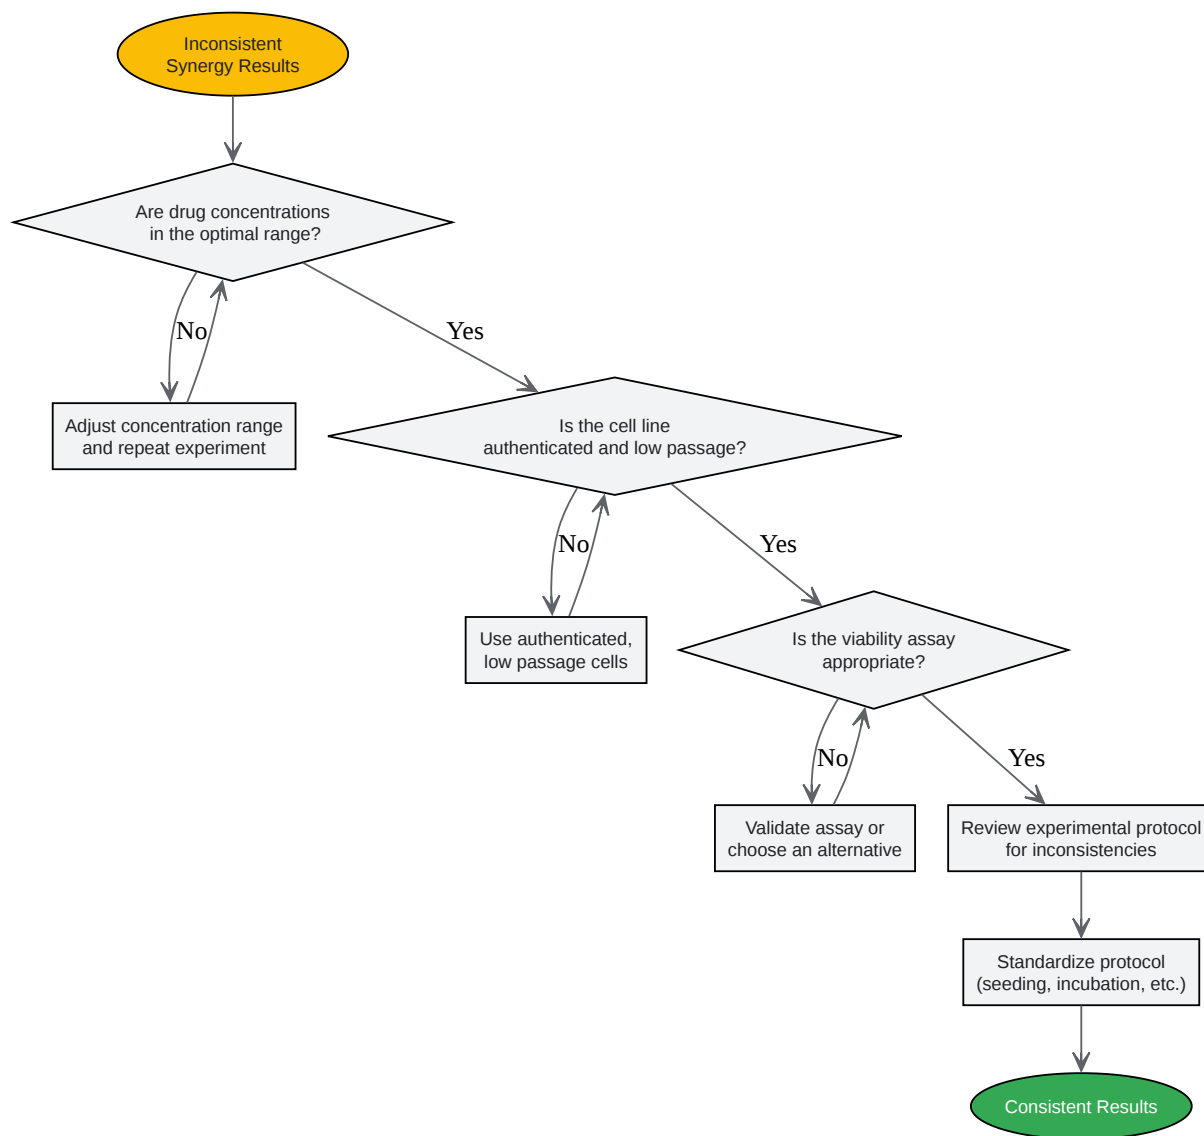 Inconsistent
Synergy Results
Are drug concentrations
in the optimal range?
No
Yes
Adjust concentration range
and repeat experiment
Is the cell line
authenticated and low passage?
No
Yes
Use authenticated,
low passage cells
Is the viability assay
appropriate?
No
Yes
Validate assay or
choose an alternative
Review experimental protocol
for inconsistencies
Standardize protocol
(seeding, incubation, etc.)
Consistent Results